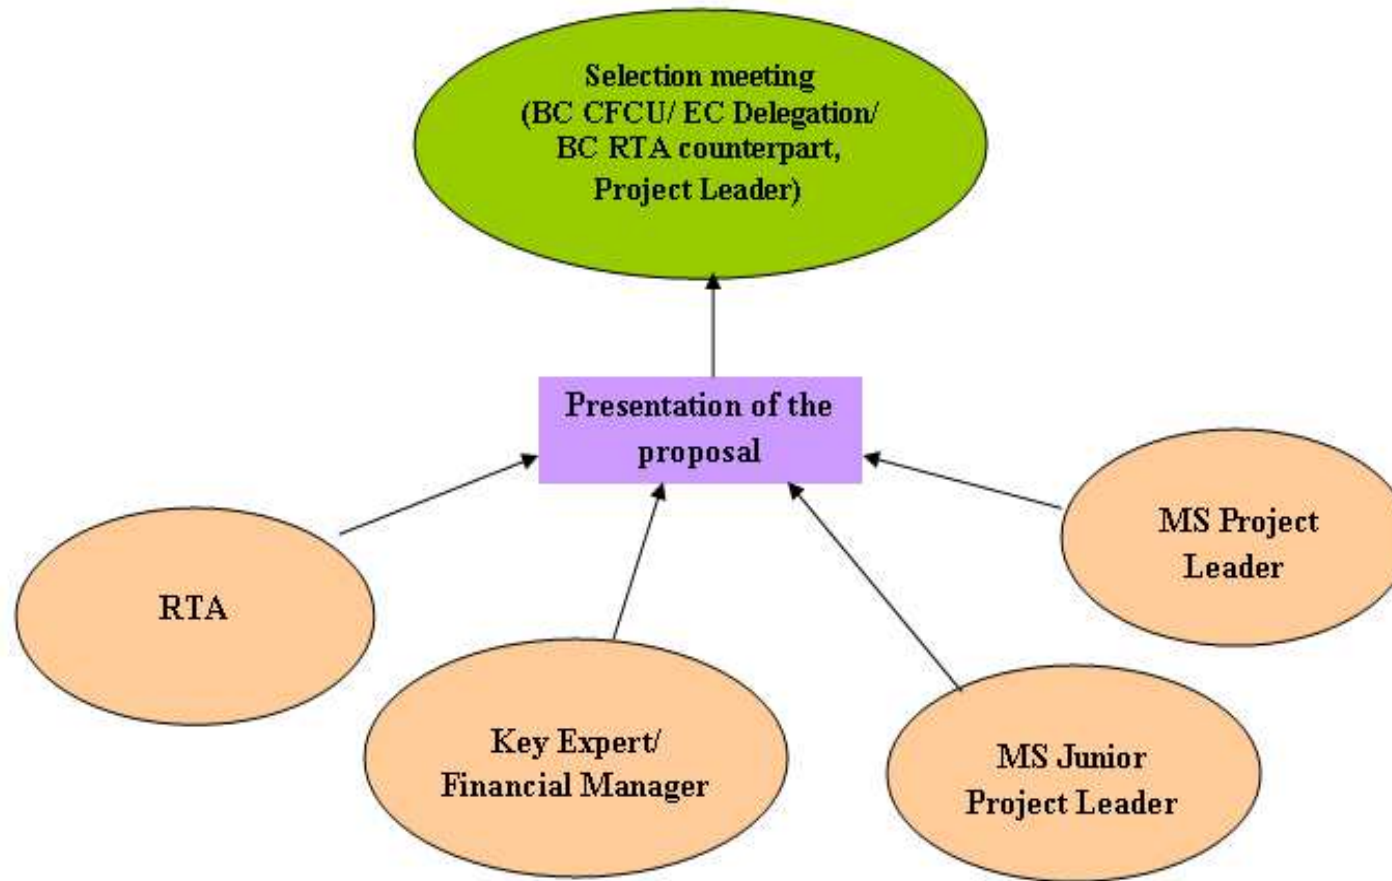 Selection meeting
(BC CFCU/ EC Delegation/
BC RTA counterpart,
Project Leader)
Presentation of the
proposal
RTA
Key Expert/
Financial Manager
MS Junior
Project Leader
MS Project
Leader